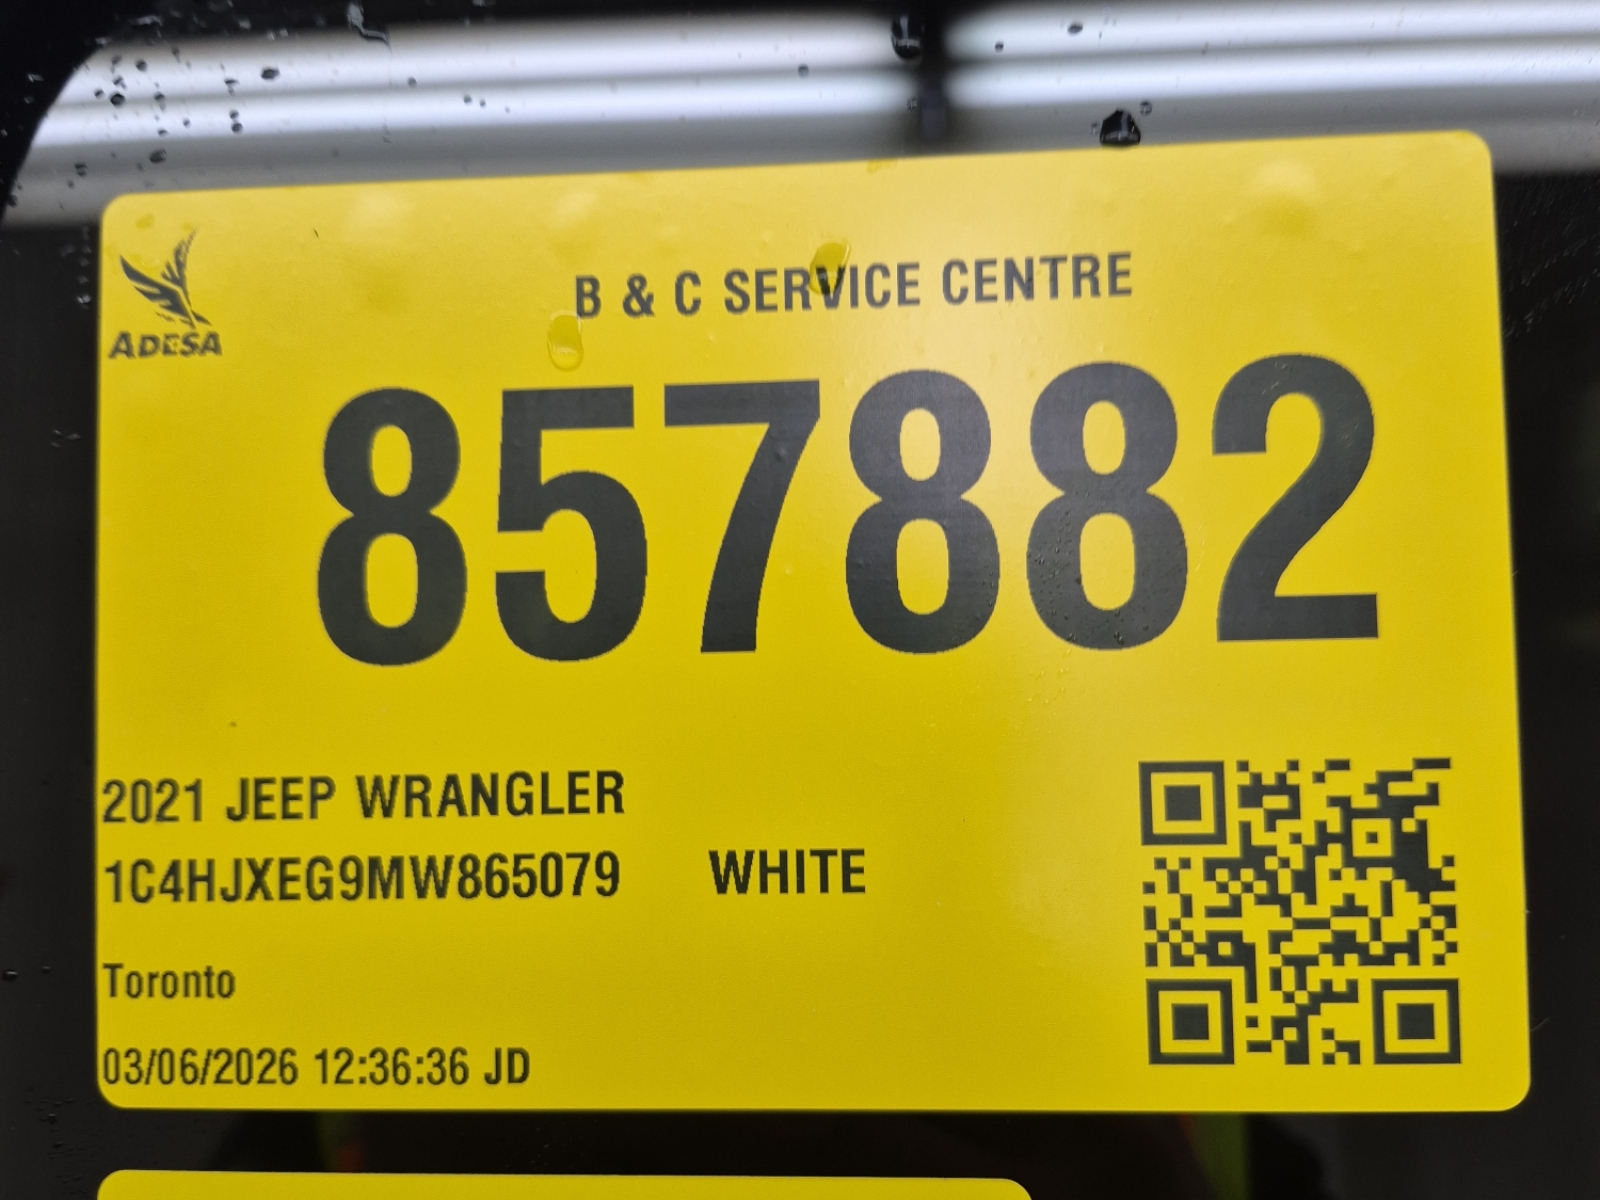 ADESA
B & C SERVICE CENTRE
857882
2021 JEEP WRANGLER
1C4HJXEG9MW865079 WHITE
Toronto
03/06/2026 12:36:36 JD